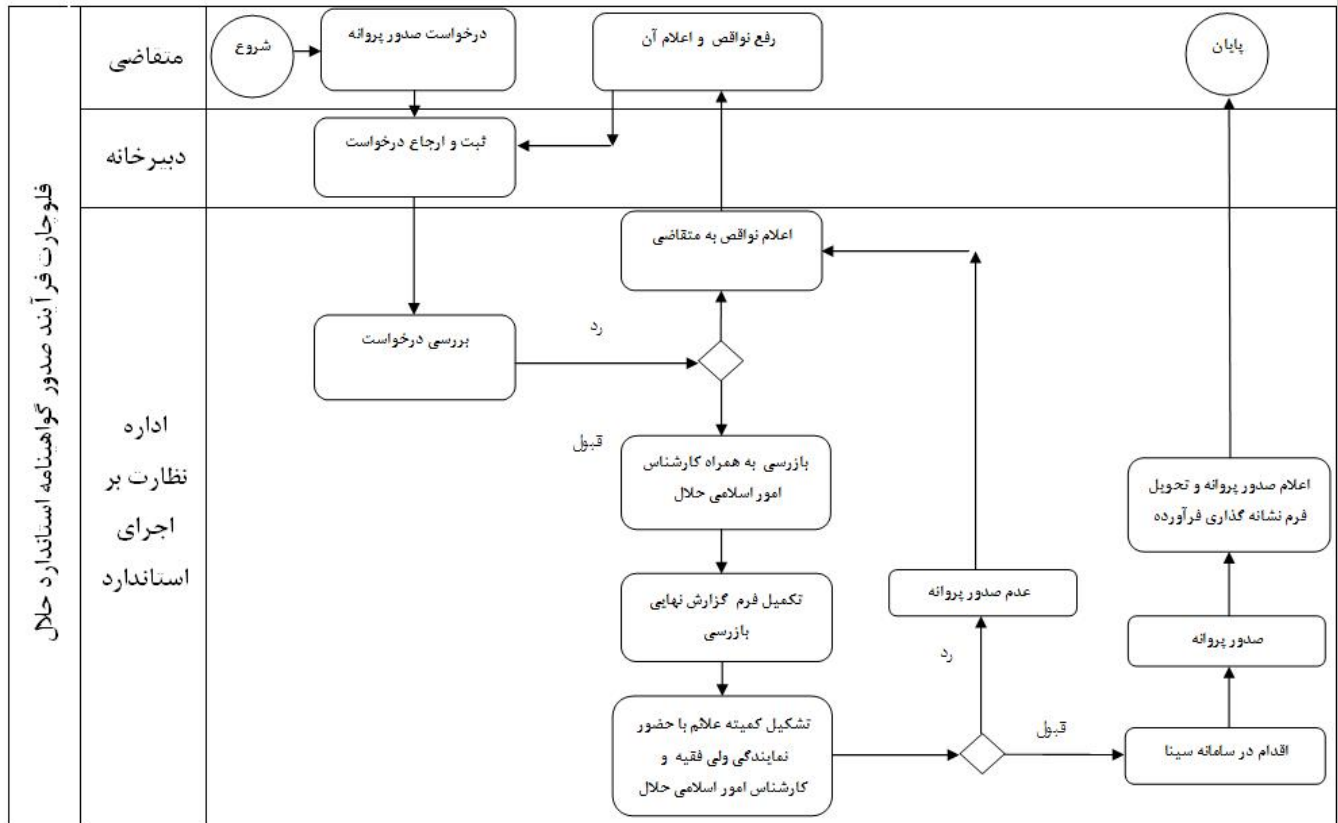 فلوچارت فرآیند صدور گواهینامه استاندارد حلال
متقاضی
شروع
درخواست صدور پروانه
رفع نواقص و اعلام آن
پایان
دبیرخانه
ثبت و ارجاع درخواست
اداره
نظارت بر
اجرای
استاندارد
اعلام نواقص به متقاضی
بررسی درخواست
رد
قبول
بازرسی به همراه کارشناس
امور اسلامی حلال
تکمیل فرم گزارش نهایی
بازرسی
تشکیل کمیته علائم با حضور
نمایندگی ولی فقیه و
کارشناس امور اسلامی حلال
عدم صدور پروانه
رد
قبول
اقدام در سامانه سینا
صدور پروانه
اعلام صدور پروانه و تحویل
فرم نشانه گذاری فرآورده